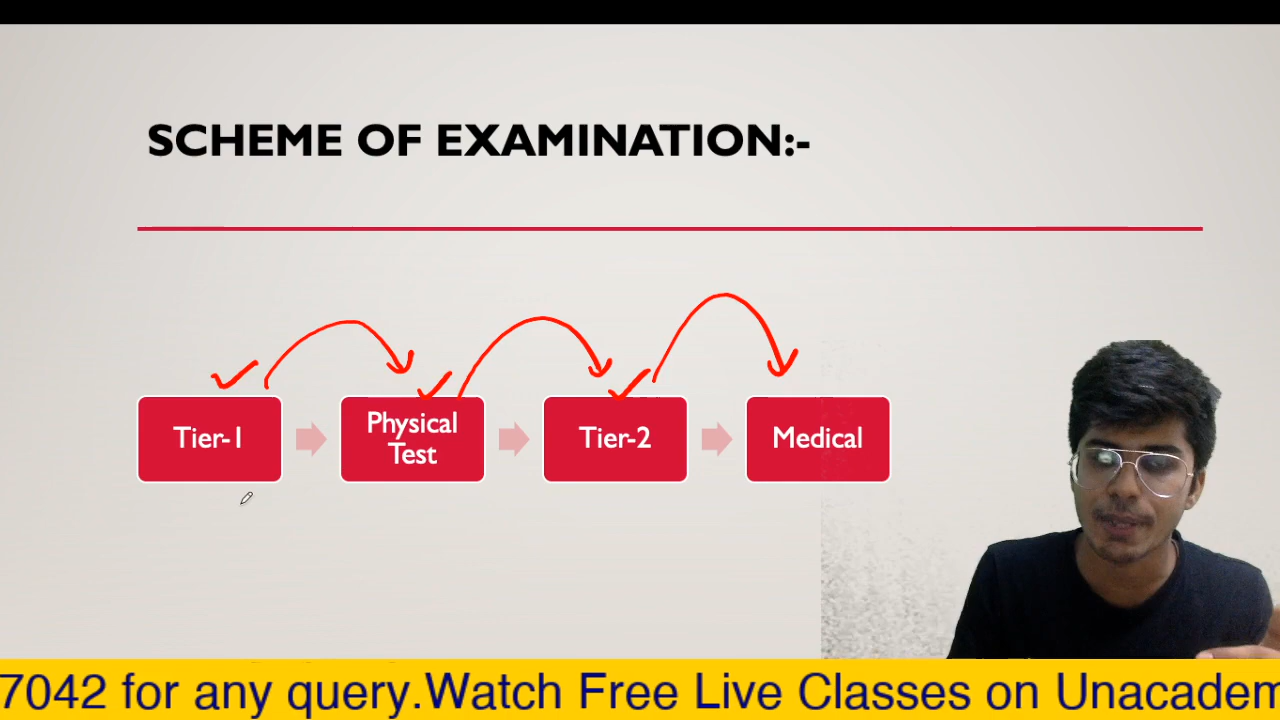 SCHEME OF EXAMINATION:-
Tier-1
Physical
Test
Tier-2
Medical
7042 for any query.Watch Free Live Classes on Unacadem